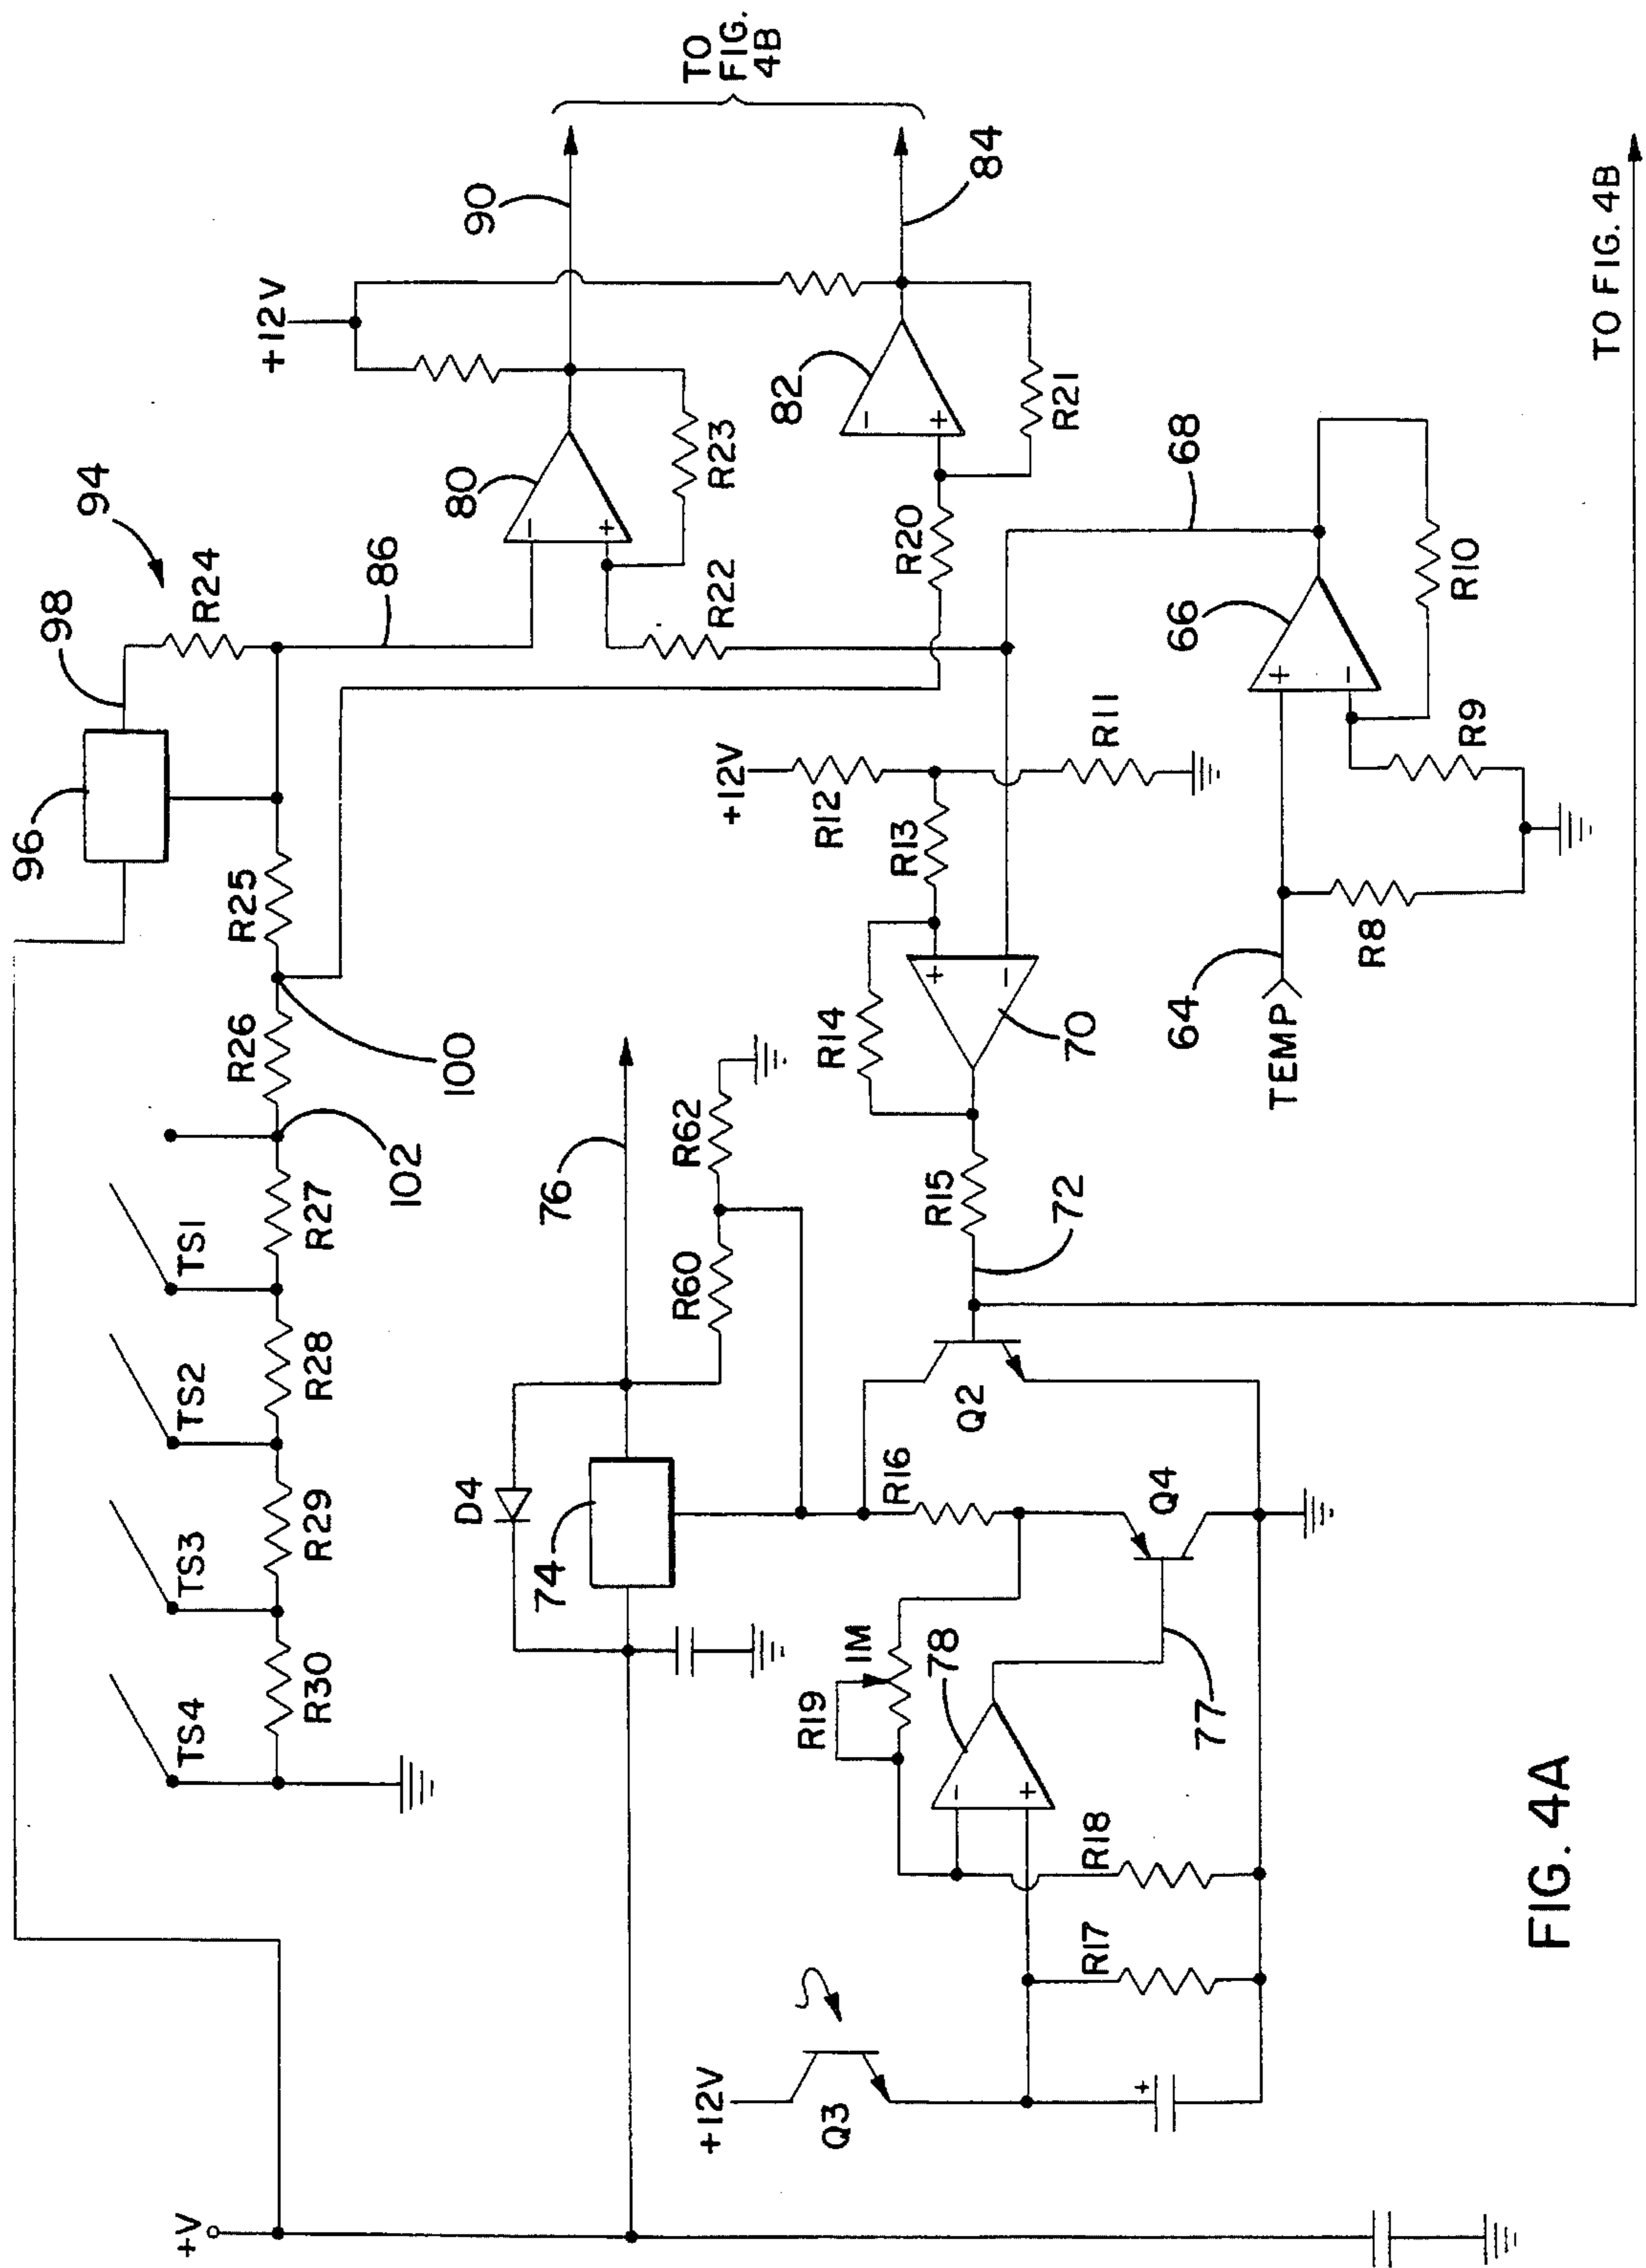 94
98
R24
96
86
R25
R26
100
102
TS1
R27
TS2
R28
TS3
R29
TS4
R30
TO
FIG.
4B
90
+12V
80
R23
82
84
R22
R20
R21
68
+12V
R12
R11
R13
R14
70
66
R10
R9
R8
64
TEMP
TO FIG. 4B
76
R62
R60
R15
72
D4
74
Q2
R16
Q4
1M
R19
78
77
R18
R17
+12V
Q3
+V
FIG. 4A